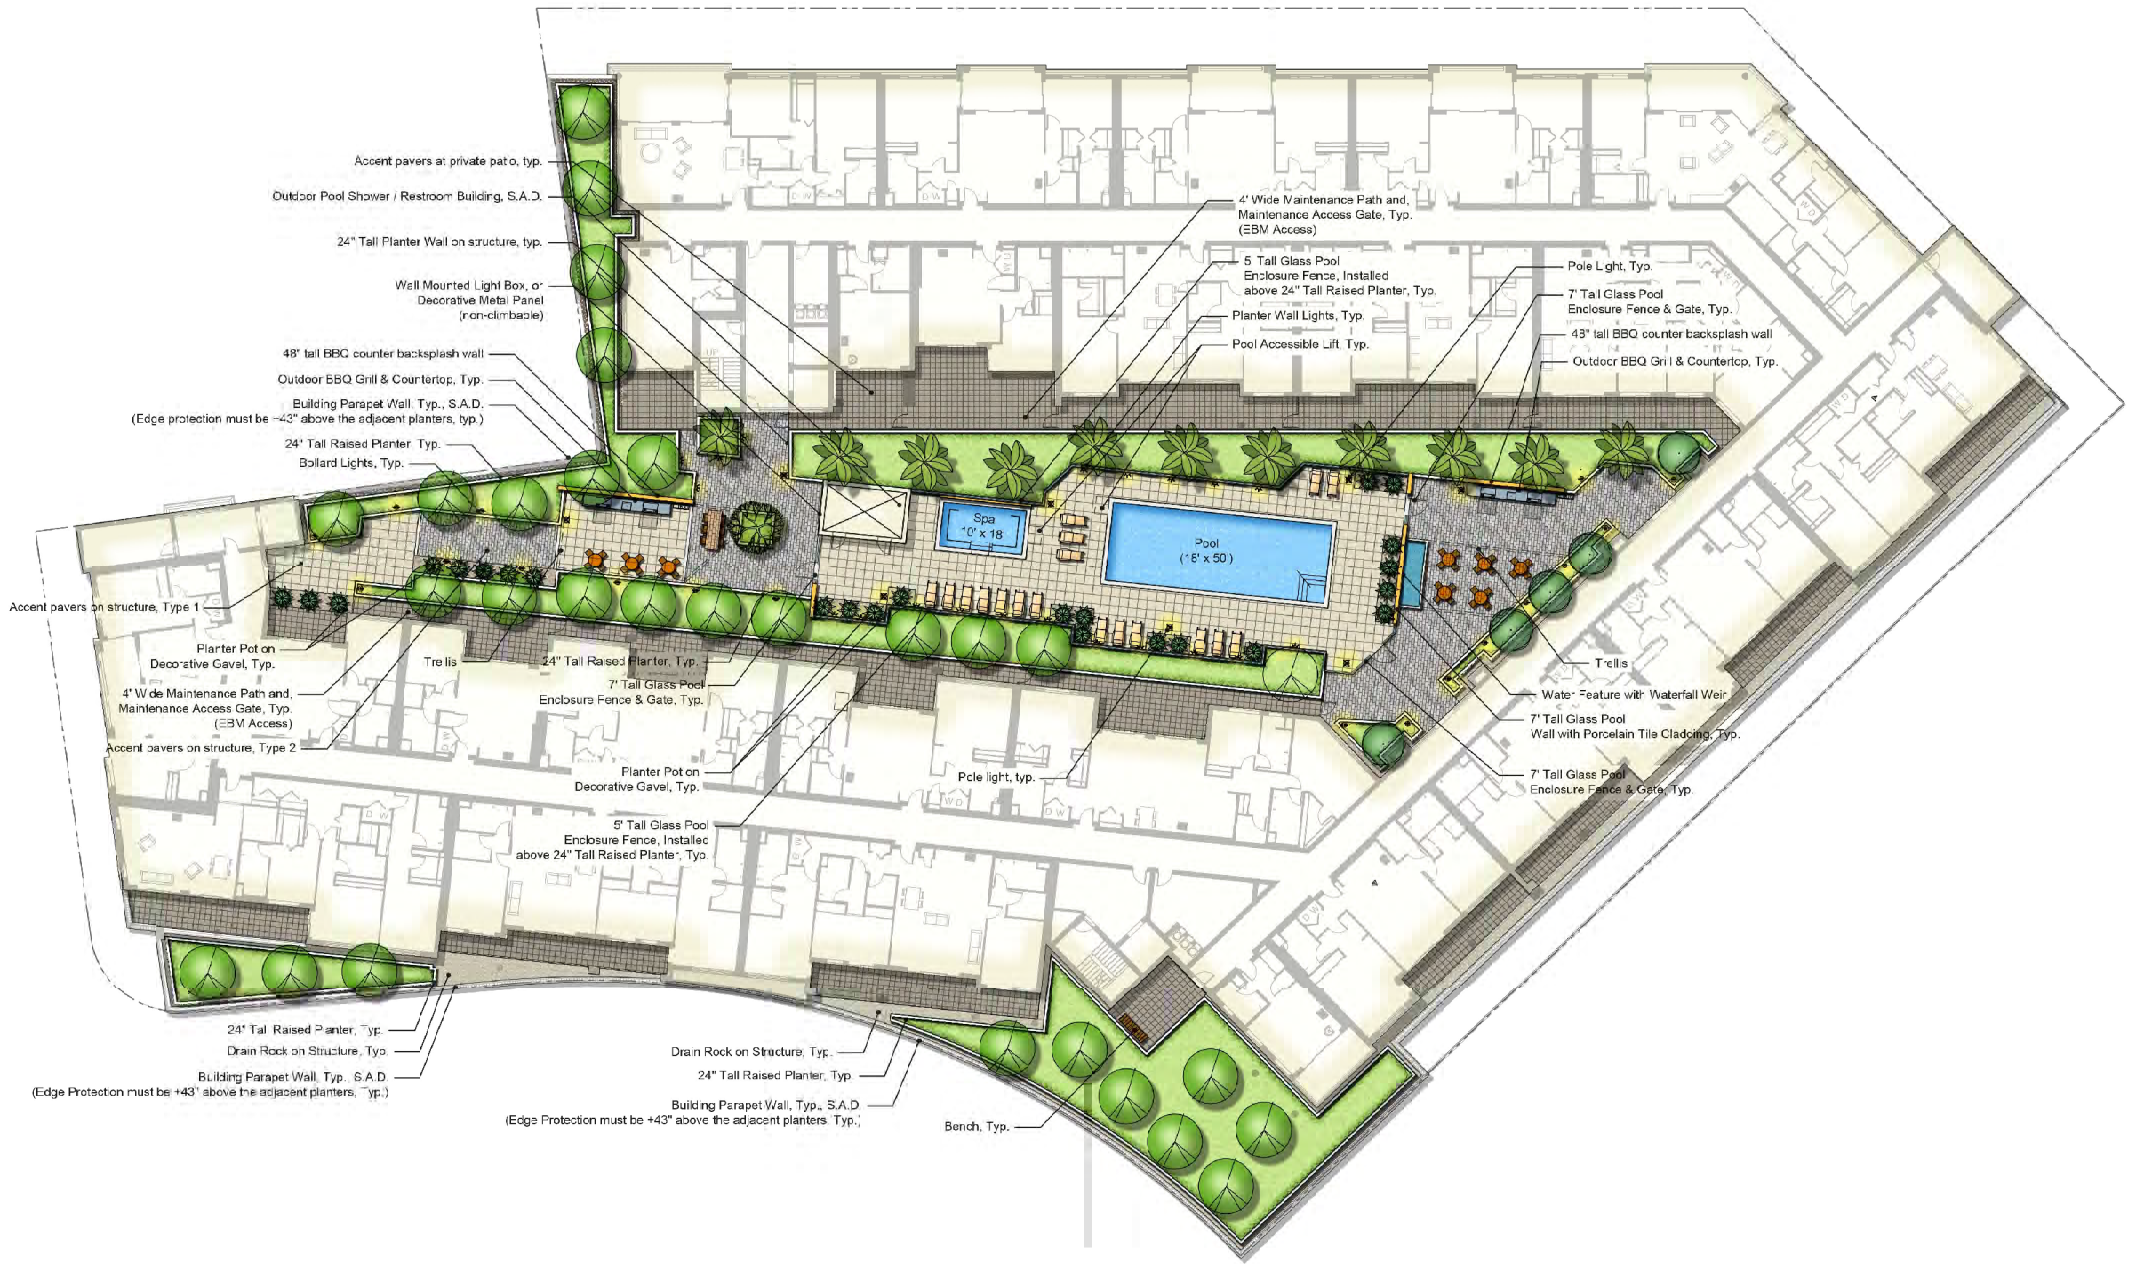 Accent pavers at private patio, typ.
Outdoor Pool Shower / Restroom Building, S.A.D.
24" Tall Planter Wall on structure, typ.
Wall Mounted Light Box, or
Decorative Metal Panel
(non-climbable)
48" tall BBQ counter backsplash wall
Outdoor BBQ Grill & Countertop, Typ.
Building Parapet Wall, Typ., S.A.D.
(Edge protection must be +43" above the adjacent planters, typ.)
24" Tall Raised Planter, Typ.
Bollard Lights, Typ.
Accent pavers on structure, Type 1
Planter Pot on
Decorative Gavel, Typ.
4' Wide Maintenance Path and,
Maintenance Access Gate, Typ.
(EBM Access)
Accent pavers on structure, Type 2
Trellis
24" Tall Raised Planter, Typ.
7' Tall Glass Pool
Enclosure Fence & Gate, Typ.
Planter Pot on
Decorative Gavel, Typ.
5' Tall Glass Pool
Enclosure Fence, Installed
above 24" Tall Raised Planter, Typ.
Pole light, typ.
4' Wide Maintenance Path and,
Maintenance Access Gate, Typ.
(EBM Access)
5' Tall Glass Pool
Enclosure Fence, Installed
above 24" Tall Raised Planter, Typ.
Planter Wall Lights, Typ.
Pool Accessible Lift, Typ.
Pole Light, Typ.
7' Tall Glass Pool
Enclosure Fence & Gate, Typ.
48" tall BBQ counter backsplash wall
Outdoor BBQ Grill & Countertop, Typ.
Spa
10' x 18'
Pool
(18' x 50')
Trellis
Water Feature with Waterfall Weir
7' Tall Glass Pool
Wall with Porcelain Tile Cladding, Typ.
7' Tall Glass Pool
Enclosure Fence & Gate, Typ.
24" Tall Raised Planter, Typ.
Drain Rock on Structure, Typ.
Building Parapet Wall, Typ., S.A.D.
(Edge Protection must be +43" above the adjacent planters, Typ.)
Drain Rock on Structure, Typ.
24" Tall Raised Planter, Typ.
Building Parapet Wall, Typ., S.A.D
(Edge Protection must be +43" above the adjacent planters, Typ.)
Bench, Typ.